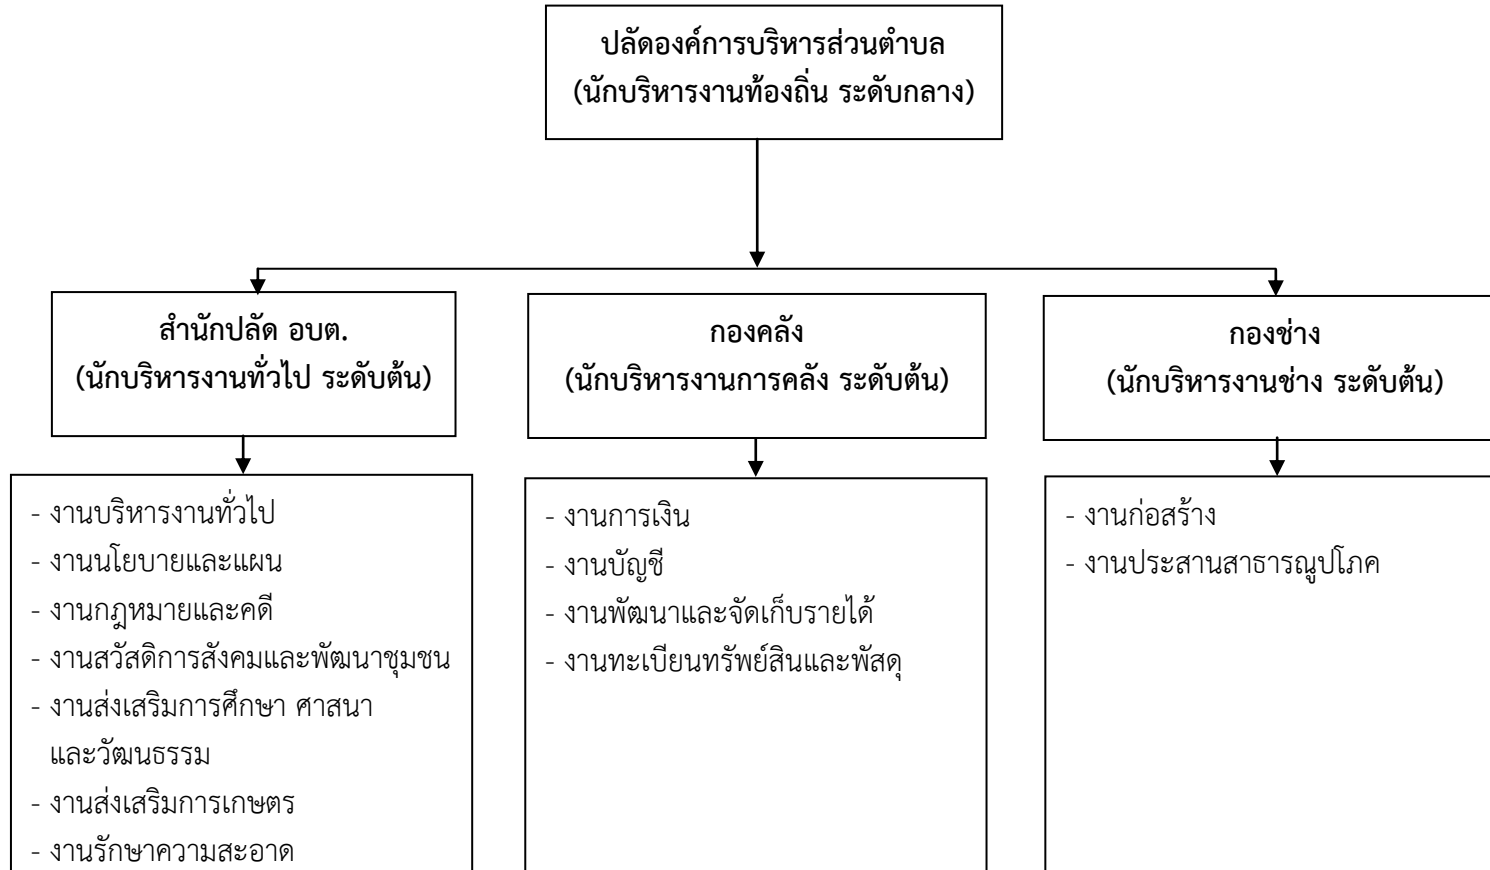 ปลัดองค์การบริหารส่วนตำบล
(นักบริหารงานท้องถิ่น ระดับกลาง)
สำนักปลัด อบต.
(นักบริหารงานทั่วไป ระดับต้น)
กองคลัง
(นักบริหารงานการคลัง ระดับต้น)
กองช่าง
(นักบริหารงานช่าง ระดับต้น)
- งานบริหารงานทั่วไป
- งานนโยบายและแผน
- งานกฎหมายและคดี
- งานสวัสดิการสังคมและพัฒนาชุมชน
- งานส่งเสริมการศึกษา ศาสนา
และวัฒนธรรม
- งานส่งเสริมการเกษตร
- งานรักษาความสะอาด
- งานการเงิน
- งานบัญชี
- งานพัฒนาและจัดเก็บรายได้
- งานทะเบียนทรัพย์สินและพัสดุ
- งานก่อสร้าง
- งานประสานสาธารณูปโภค